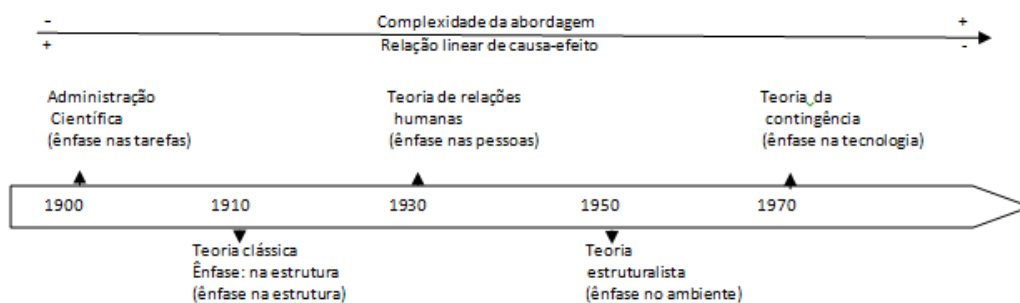 - Complexidade da abordagem +
+ Relação linear de causa-efeito -
Administração
Científica
(ênfase nas tarefas)
Teoria de relações
humanas
(ênfase nas pessoas)
Teoria da
contingência
(ênfase na tecnologia)
1900 1910 1930 1950 1970
Teoria clássica
Ênfase: na estrutura
(ênfase na estrutura)
Teoria
estruturalista
(ênfase no ambiente)